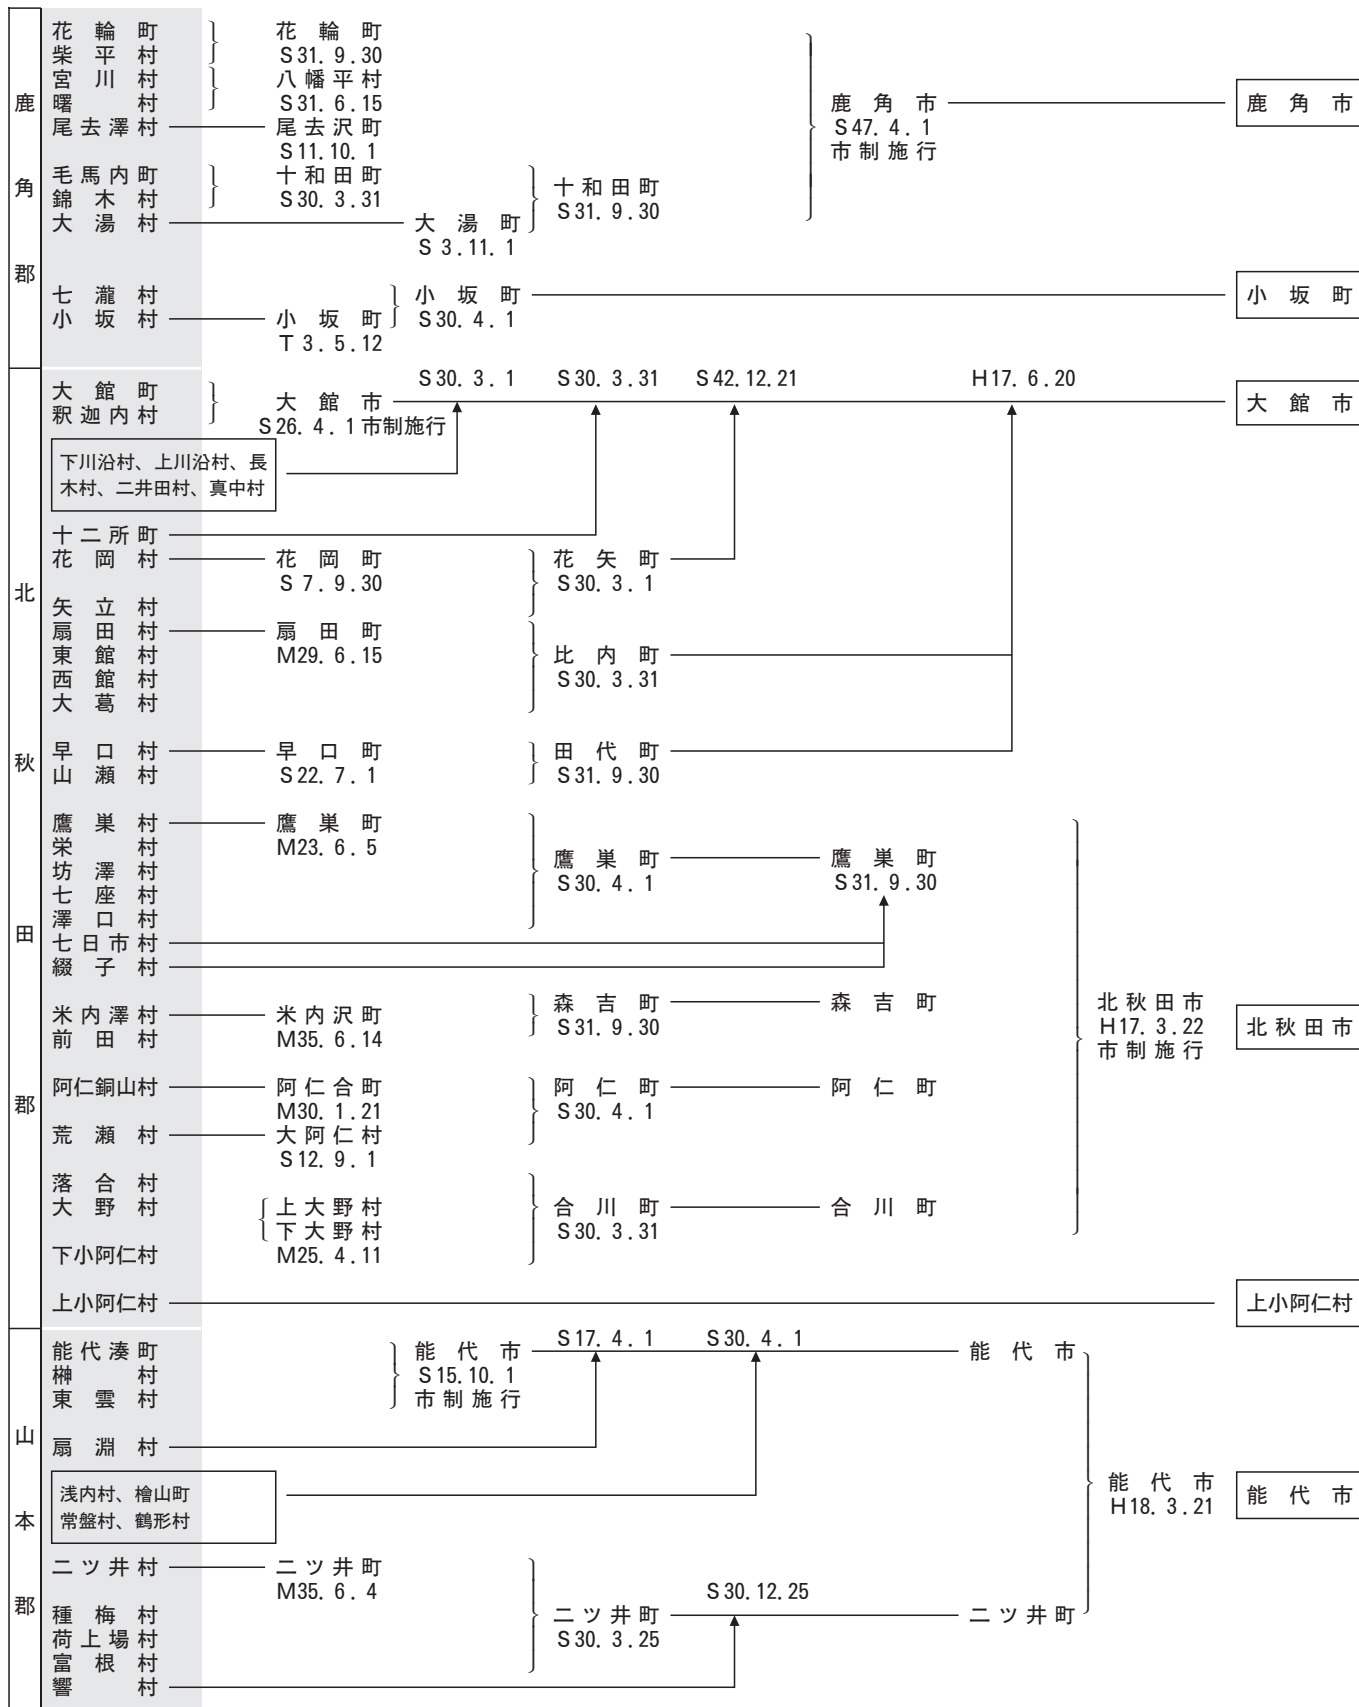 鹿角郡
花輪町
柴平村
宮川村
曙村
尾去澤村
毛馬内町
錦木村
大湯村
七瀧村
小坂村
花輪町
S31.9.30
八幡平村
S31.6.15
尾去沢町
S11.10.1
十和田町
S30.3.31
大湯町
S3.11.1
十和田町
S31.9.30
鹿角市
S47.4.1
市制施行
鹿角市
小坂町
T3.5.12
小坂町
S30.4.1
小坂町
北秋田郡
大館町
釈迦内村
大館市
S26.4.1市制施行
S30.3.1
S30.3.31
S42.12.21
H17.6.20
大館市
下川沿村、上川沿村、長
木村、二井田村、真中村
十二所町
花岡村
矢立村
扇田村
東館村
西館村
大葛村
早口村
山瀬村
花岡町
S7.9.30
扇田町
M29.6.15
早口町
S22.7.1
花矢町
S30.3.1
比内町
S30.3.31
田代町
S31.9.30
鷹巣村
栄村
坊澤村
七座村
澤口村
七日市村
綴子村
鷹巣町
M23.6.5
鷹巣町
S30.4.1
鷹巣町
S31.9.30
米内澤村
前田村
米内沢町
M35.6.14
森吉町
S31.9.30
森吉町
阿仁銅山村
荒瀬村
阿仁合町
M30.1.21
大阿仁村
S12.9.1
阿仁町
S30.4.1
阿仁町
落合村
大野村
下小阿仁村
上大野村
下大野村
M25.4.11
合川町
S30.3.31
合川町
北秋田市
H17.3.22
市制施行
北秋田市
上小阿仁村
上小阿仁村
山本郡
能代湊町
榊村
東雲村
扇淵村
能代市
S15.10.1
市制施行
S17.4.1
S30.4.1
能代市
浅内村、檜山町
常盤村、鶴形村
二ツ井村
種梅村
荷上場村
富根村
響村
二ツ井町
M35.6.4
二ツ井町
S30.3.25
S30.12.25
二ツ井町
能代市
H18.3.21
能代市